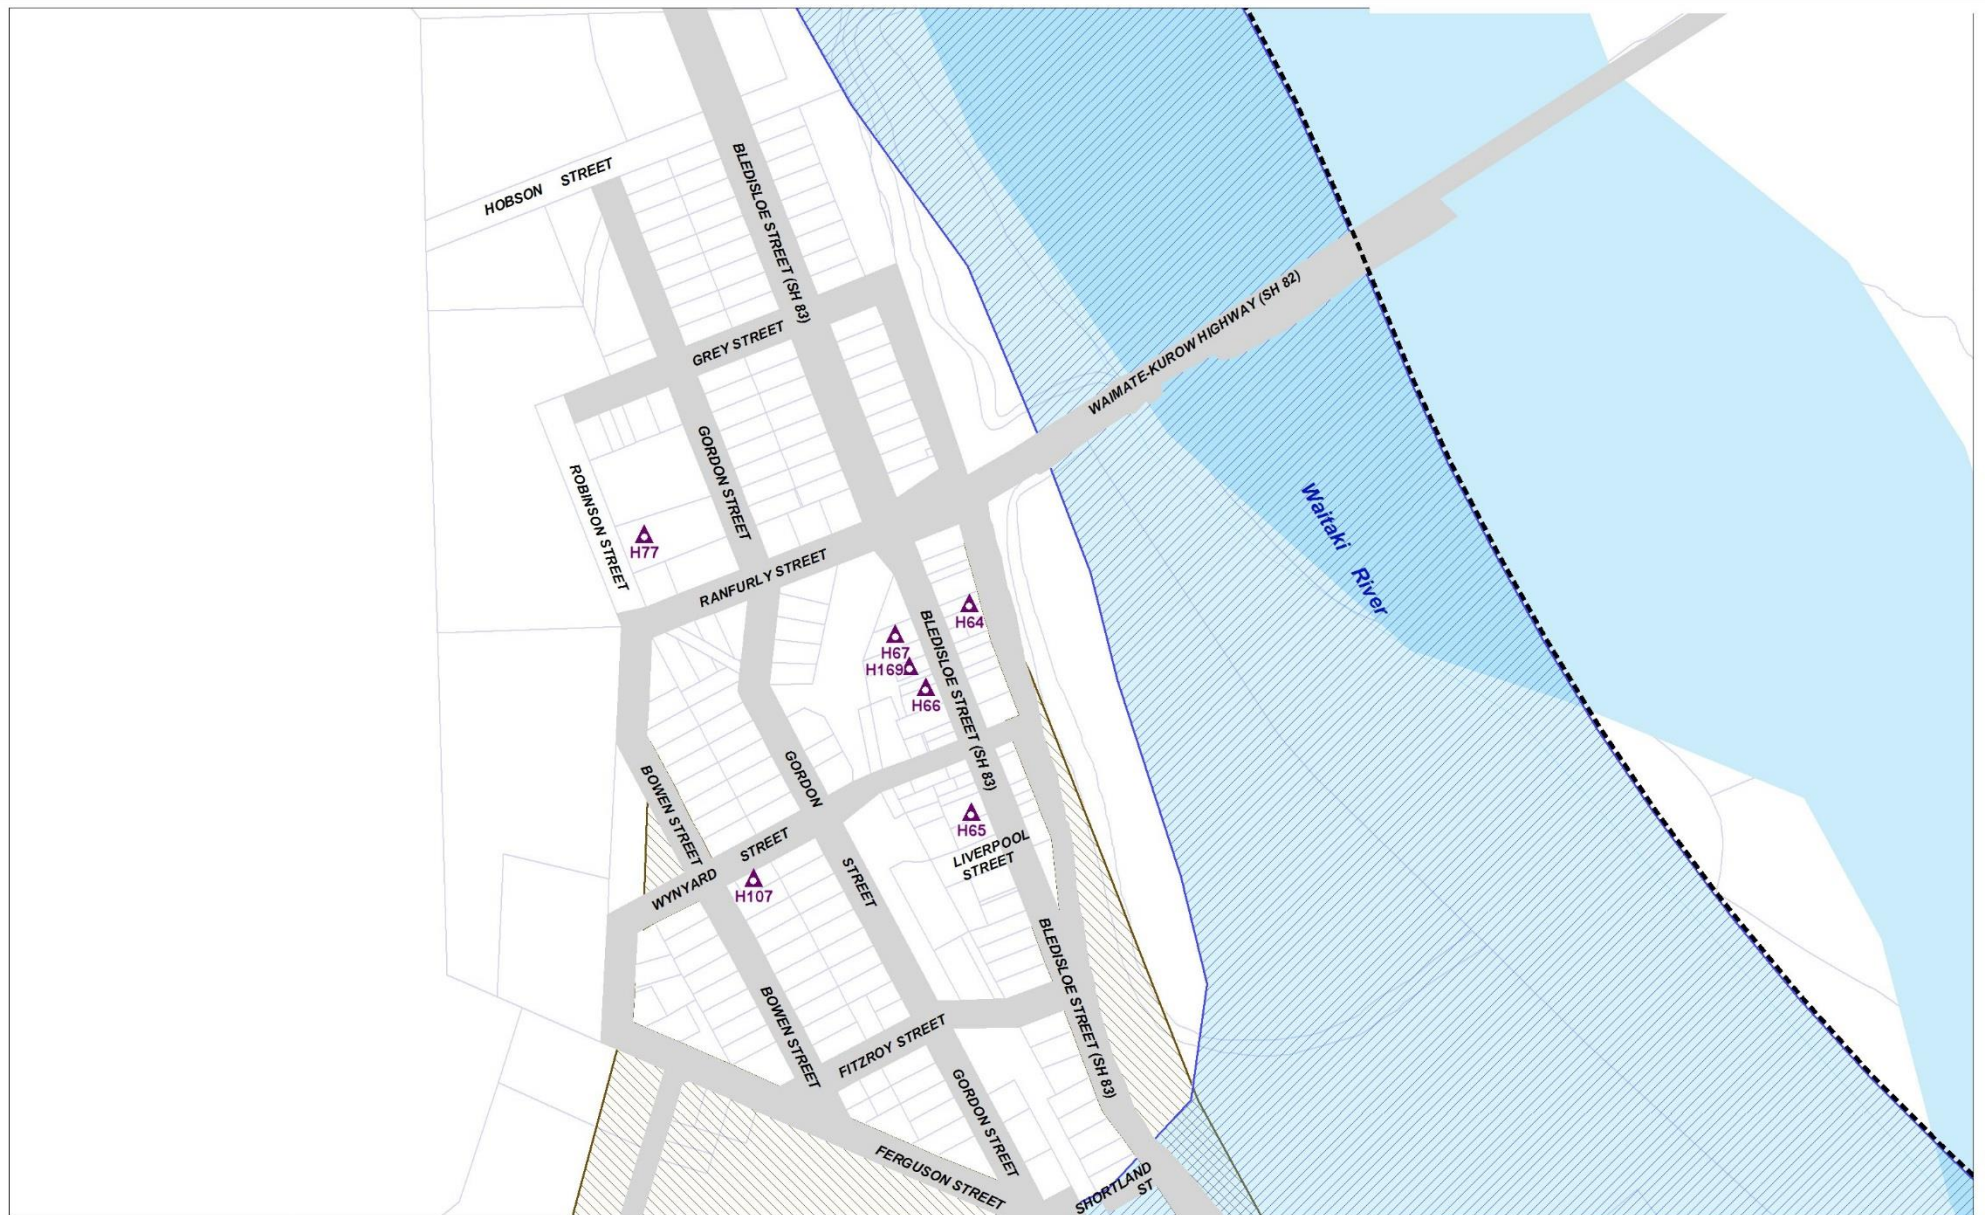 HOBSON STREET
BLEDISLOE STREET (SH 83)
GREY STREET
WAIMATE-KUROW HIGHWAY (SH 82)
GORDON STREET
ROBINSON STREET
Waitaki River
H77
RANFURLY STREET
H64
BLEDISLOE STREET (SH 83)
H67
H169
H66
BOWEN STREET
GORDON
STREET
H65
LIVERPOOL
STREET
WYNYARD STREET
H107
BLEDISLOE STREET (SH 83)
BOWEN STREET
FITZROY STREET
GORDON STREET
FERGUSON STREET
SHORTLAND
ST